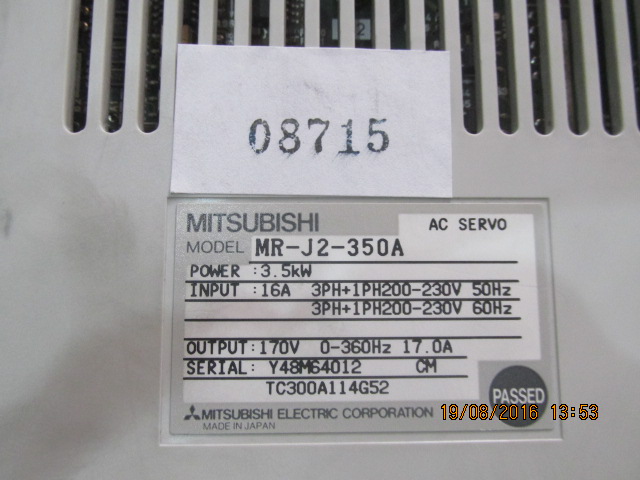 08715
MITSUBISHI
AC SERVO
MODEL MR-J2-350A
POWER :3.5kW
INPUT :16A 3PH+1PH200-230V 50Hz
3PH+1PH200-230V 60Hz
OUTPUT:170V 0-360Hz 17.0A
SERIAL: Y48M64012 CM
TC300A114G52
PASSED
MITSUBISHI ELECTRIC CORPORATION
MADE IN JAPAN
19/08/2016 13:53